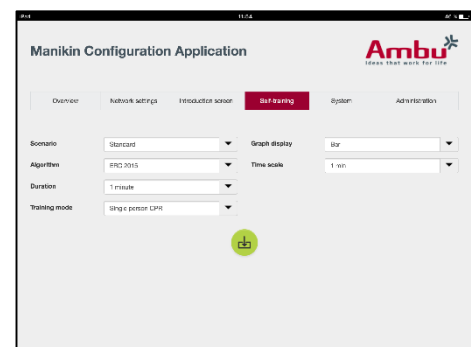 iPad 11:04
Manikin Configuration Application
Ambu
Ideas that work for life
Overview Network settings Introduction screen Self-training System Administration
Scenario Standard Graph display Bar
Algorithm ERC 2015 Time scale 1 min
Duration 1 minute
Training mode Single person CPR